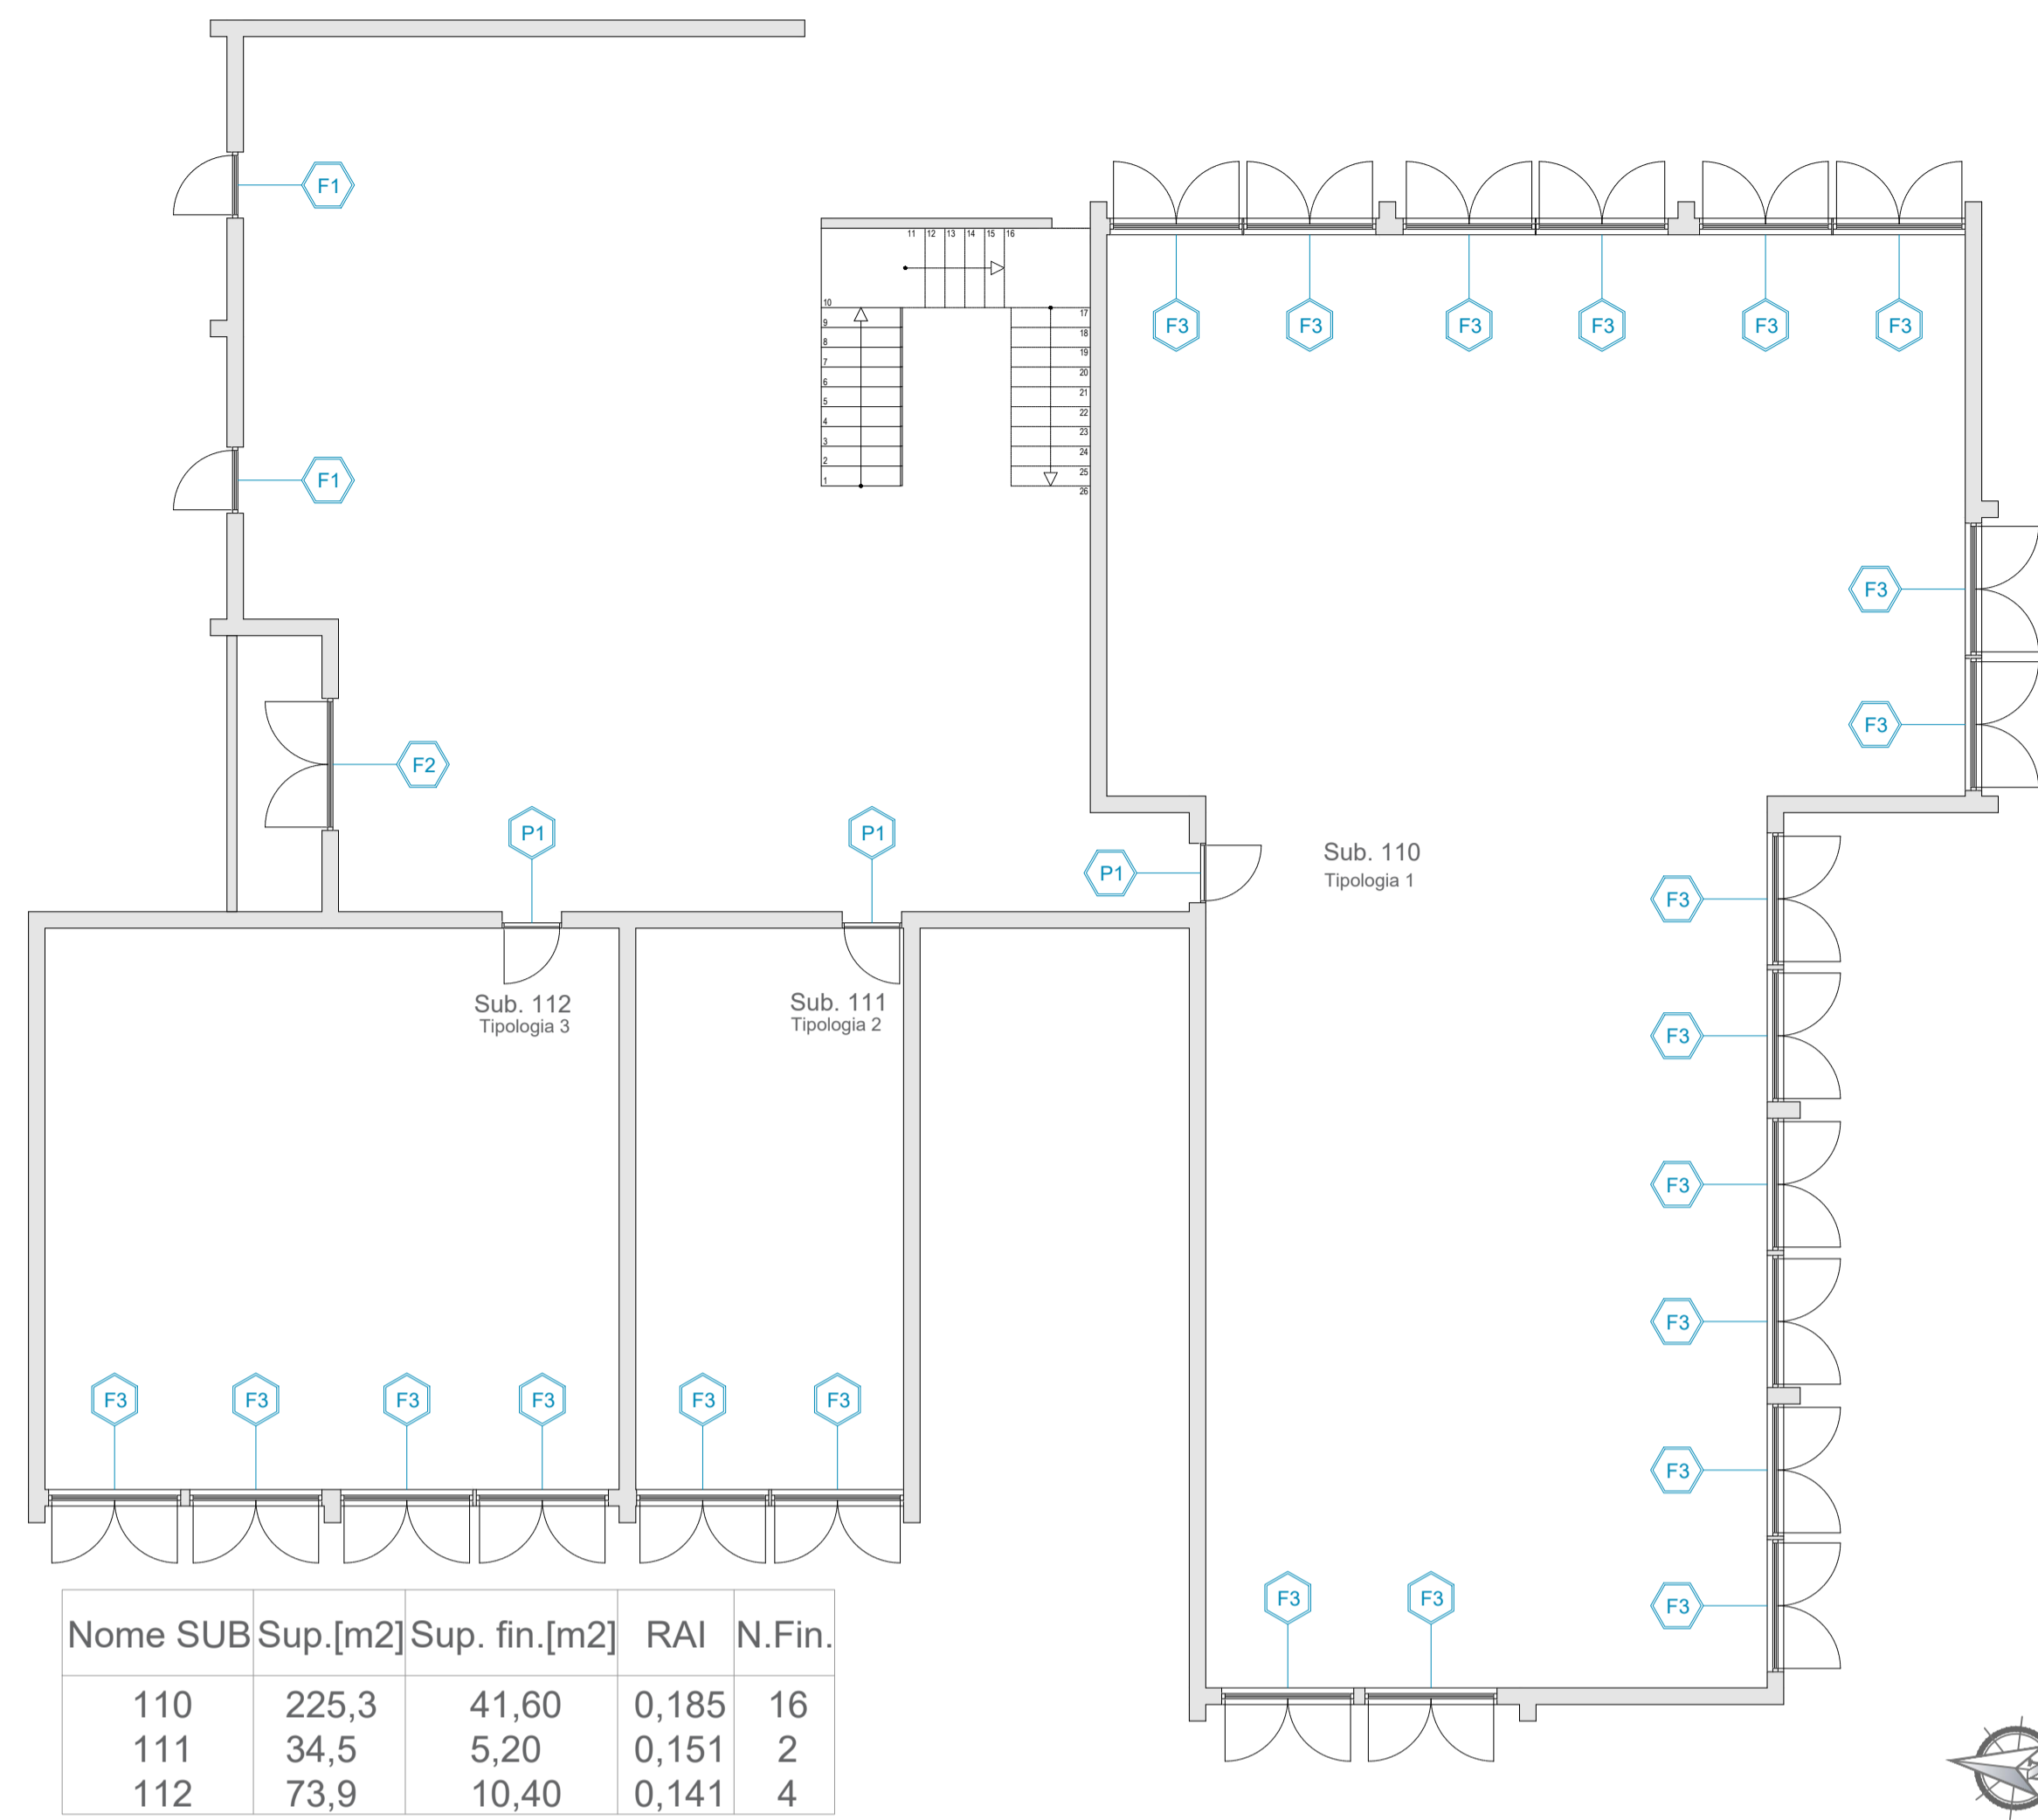 F1
11 12 13 14 15 16
10
9
8
7
6
5
4
3
2
1
17
18
19
20
21
22
23
24
25
26
F3 F3 F3 F3 F3 F3
F1
F3
F3
F2
P1 P1
P1
Sub. 110
Tipologia 1
F3
Sub. 112
Tipologia 3
Sub. 111
Tipologia 2
F3
F3
F3
F3 F3 F3 F3 F3 F3
F3
F3 F3
F3
Nome SUB Sup.[m2] Sup. fin.[m2] RAI N.Fin.
110 225,3 41,60 0,185 16
111 34,5 5,20 0,151 2
112 73,9 10,40 0,141 4